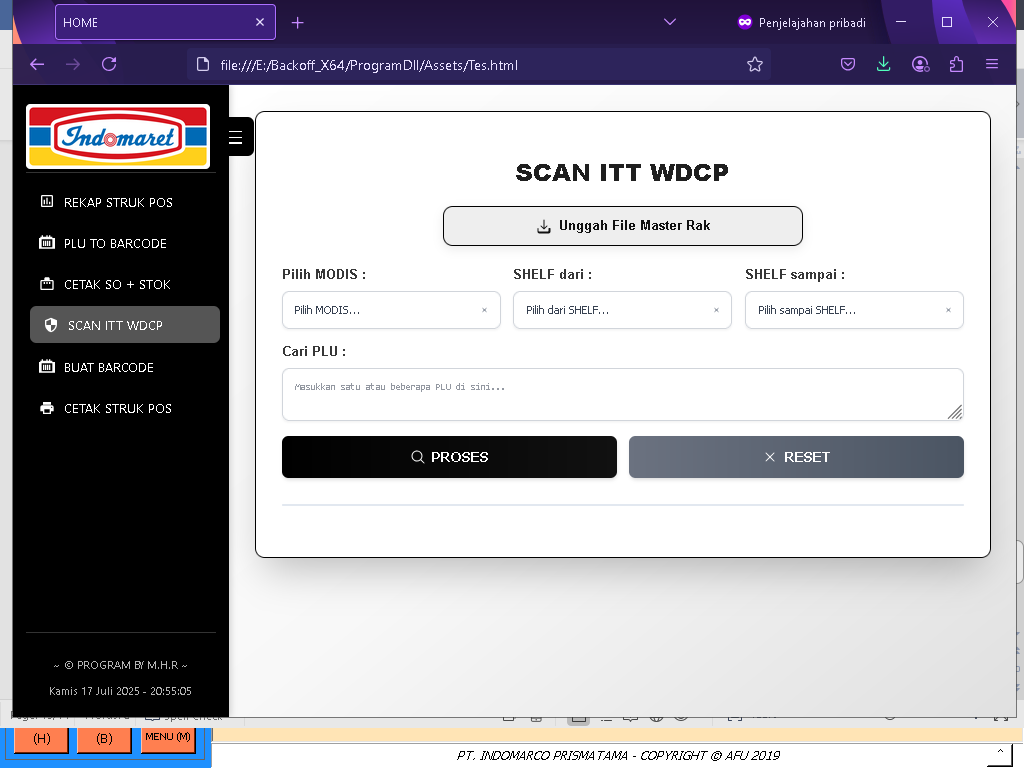 HOME
Penjelajahan pribadi
file:///E:/Backoff_X64/ProgramDll/Assets/Tes.html
Indomaret
REKAP STRUK POS
PLU TO BARCODE
CETAK SO + STOK
SCAN ITT WDCP
BUAT BARCODE
CETAK STRUK POS
~ © PROGRAM BY M.H.R ~
Kamis 17 Juli 2025 - 20:55:05
SCAN ITT WDCP
Unggah File Master Rak
Pilih MODIS : SHELF dari : SHELF sampai :
Pilih MODIS... × Pilih dari SHELF... × Pilih sampai SHELF... ×
Cari PLU :
Masukkan satu atau beberapa PLU di sini...
PROSES RESET
(H) (B) MENU (M)
PT. INDOMARCO PRISMATAMA - COPYRIGHT © AFU 2019